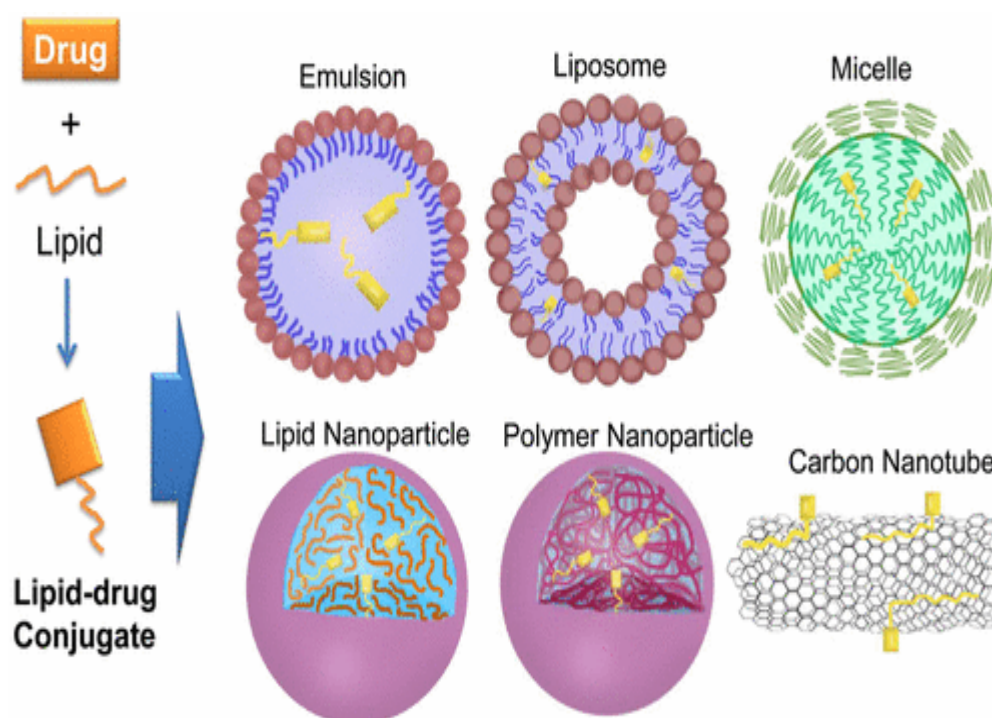 Drug
+
Lipid
Lipid-drug
Conjugate
Emulsion
Liposome
Micelle
Lipid Nanoparticle
Polymer Nanoparticle
Carbon Nanotube